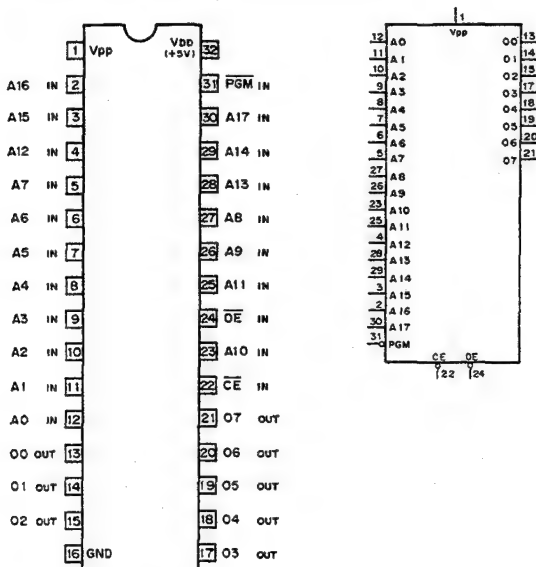 1 Vpp VDD (+5V) 32
A16 IN 2 31 PGM IN
A15 IN 3 30 A17 IN
A12 IN 4 29 A14 IN
A7 IN 5 28 A13 IN
A6 IN 6 27 A8 IN
A5 IN 7 26 A9 IN
A4 IN 8 25 A11 IN
A3 IN 9 24 OE IN
A2 IN 10 23 A10 IN
A1 IN 11 22 CE IN
A0 IN 12 21 O7 OUT
O0 OUT 13 20 O6 OUT
O1 OUT 14 19 O5 OUT
O2 OUT 15 18 O4 OUT
16 GND 17 O3 OUT
1
Vpp
12 A0 O0 13
11 A1 O1 14
10 A2 O2 15
9 A3 O3 17
8 A4 O4 18
7 A5 O5 19
6 A6 O6 20
5 A7 O7 21
27 A8
26 A9
23 A10
25 A11
4 A12
28 A13
29 A14
3 A15
2 A16
30 A17
31 PGM
CE OE
22 24